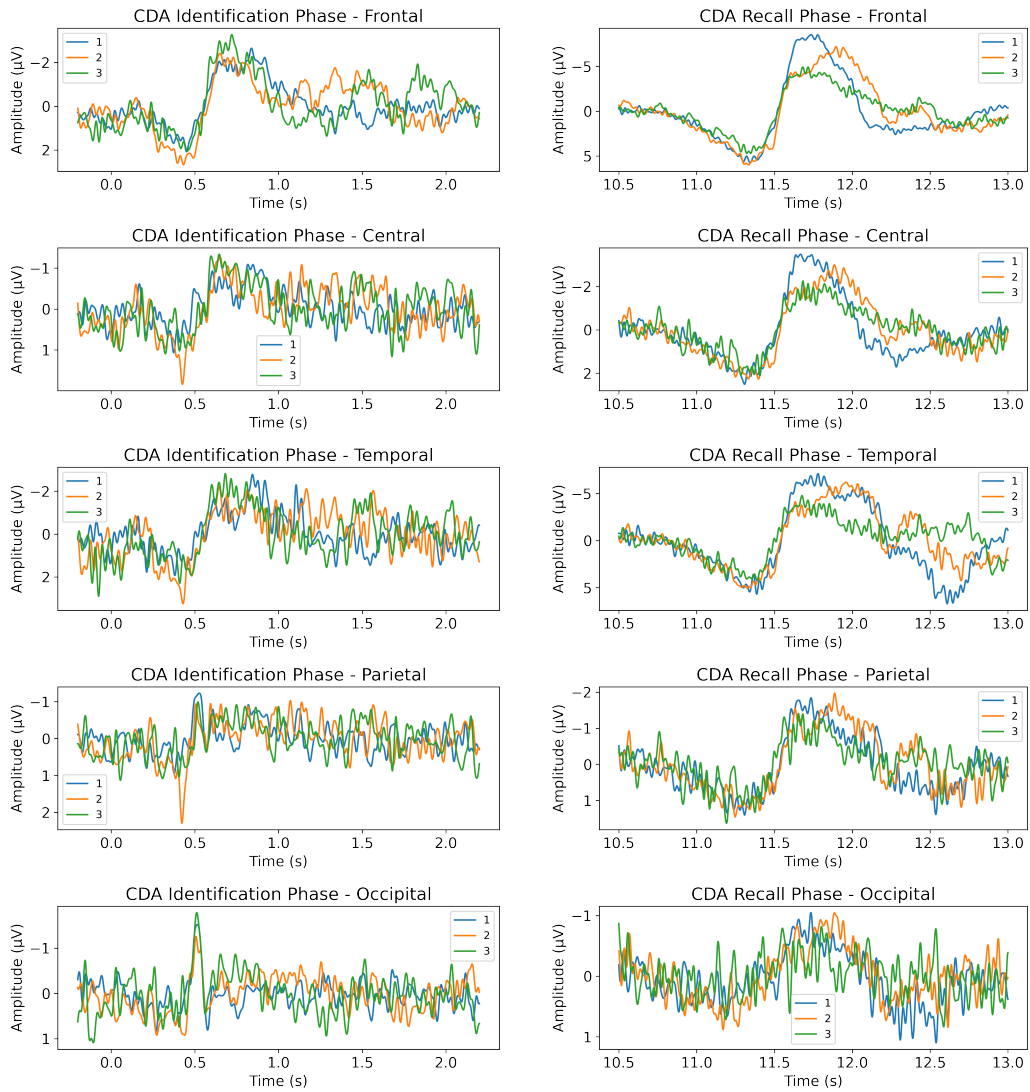 CDA Identification Phase - Frontal
Amplitude (µV)
−2
0
2
1
2
3
0.0 0.5 1.0 1.5 2.0
Time (s)
CDA Recall Phase - Frontal
Amplitude (µV)
−5
0
5
1
2
3
10.5 11.0 11.5 12.0 12.5 13.0
Time (s)
CDA Identification Phase - Central
Amplitude (µV)
−1
0
1
1
2
3
0.0 0.5 1.0 1.5 2.0
Time (s)
CDA Recall Phase - Central
Amplitude (µV)
−2
0
2
1
2
3
10.5 11.0 11.5 12.0 12.5 13.0
Time (s)
CDA Identification Phase - Temporal
Amplitude (µV)
−2
0
2
1
2
3
0.0 0.5 1.0 1.5 2.0
Time (s)
CDA Recall Phase - Temporal
Amplitude (µV)
−5
0
5
1
2
3
10.5 11.0 11.5 12.0 12.5 13.0
Time (s)
CDA Identification Phase - Parietal
Amplitude (µV)
−1
0
1
2
1
2
3
0.0 0.5 1.0 1.5 2.0
Time (s)
CDA Recall Phase - Parietal
Amplitude (µV)
−2
−1
0
1
1
2
3
10.5 11.0 11.5 12.0 12.5 13.0
Time (s)
CDA Identification Phase - Occipital
Amplitude (µV)
−1
0
1
1
2
3
0.0 0.5 1.0 1.5 2.0
Time (s)
CDA Recall Phase - Occipital
Amplitude (µV)
−1
0
1
1
2
3
10.5 11.0 11.5 12.0 12.5 13.0
Time (s)